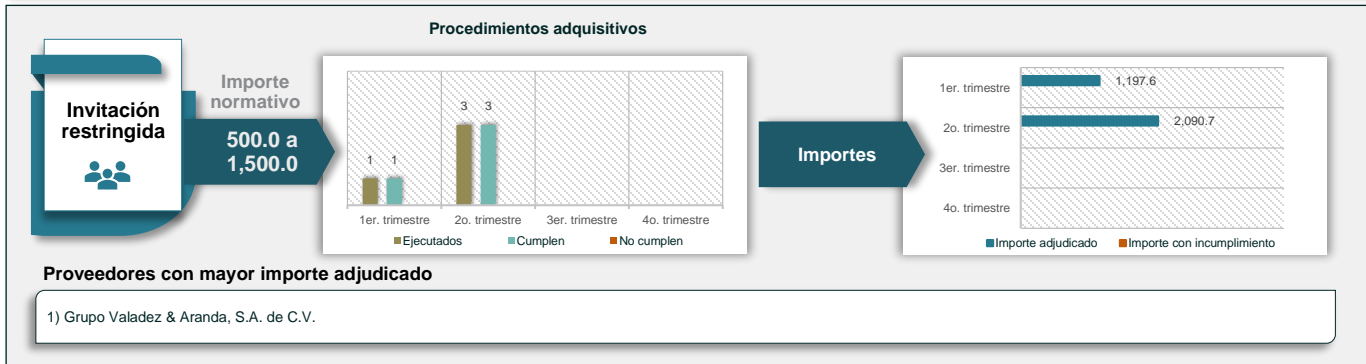 Procedimientos adquisitivos
Invitación
restringida
Importe
normativo
500.0 a
1,500.0
1
1
3
3
1er. trimestre
2o. trimestre
3er. trimestre
4o. trimestre
Ejecutados
Cumplen
No cumplen
Importes
1er. trimestre
1,197.6
2o. trimestre
2,090.7
3er. trimestre
4o. trimestre
Importe adjudicado
Importe con incumplimiento
Proveedores con mayor importe adjudicado
1) Grupo Valadez & Aranda, S.A. de C.V.